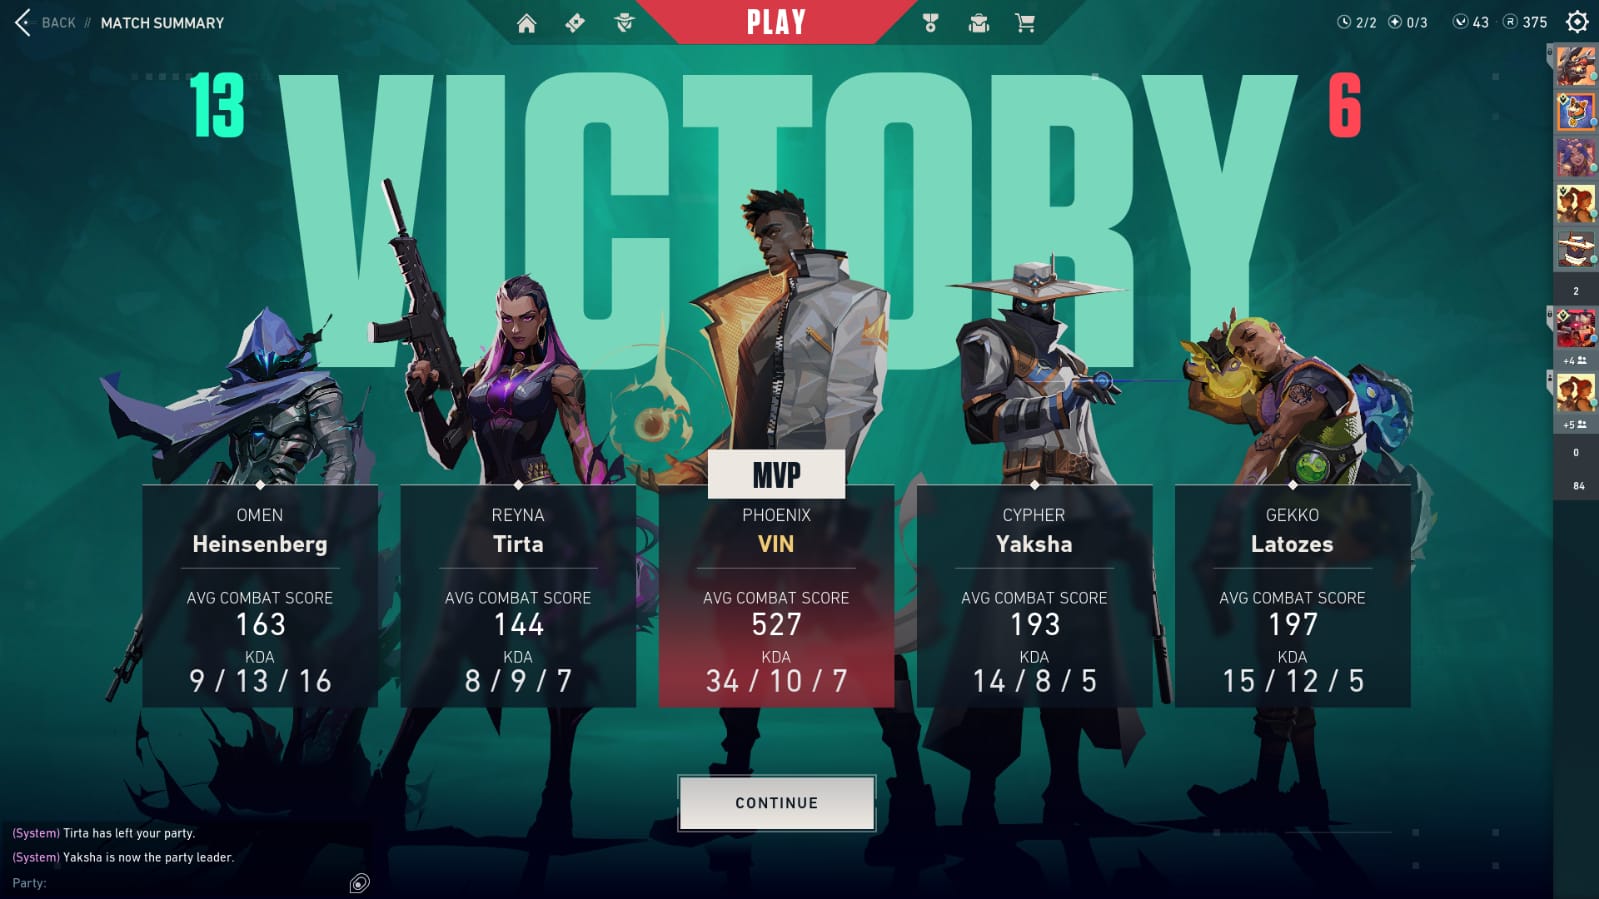 BACK // MATCH SUMMARY
PLAY
2/2 0/3 43 375
13
VICTORY
6
2
+4
+5
0
84
MVP
OMEN
Heinsenberg
AVG COMBAT SCORE
163
KDA
9 / 13 / 16
REYNA
Tirta
AVG COMBAT SCORE
144
KDA
8 / 9 / 7
PHOENIX
VIN
AVG COMBAT SCORE
527
KDA
34 / 10 / 7
CYPHER
Yaksha
AVG COMBAT SCORE
193
KDA
14 / 8 / 5
GEKKO
Latozes
AVG COMBAT SCORE
197
KDA
15 / 12 / 5
CONTINUE
(System) Tirta has left your party.
(System) Yaksha is now the party leader.
Party: